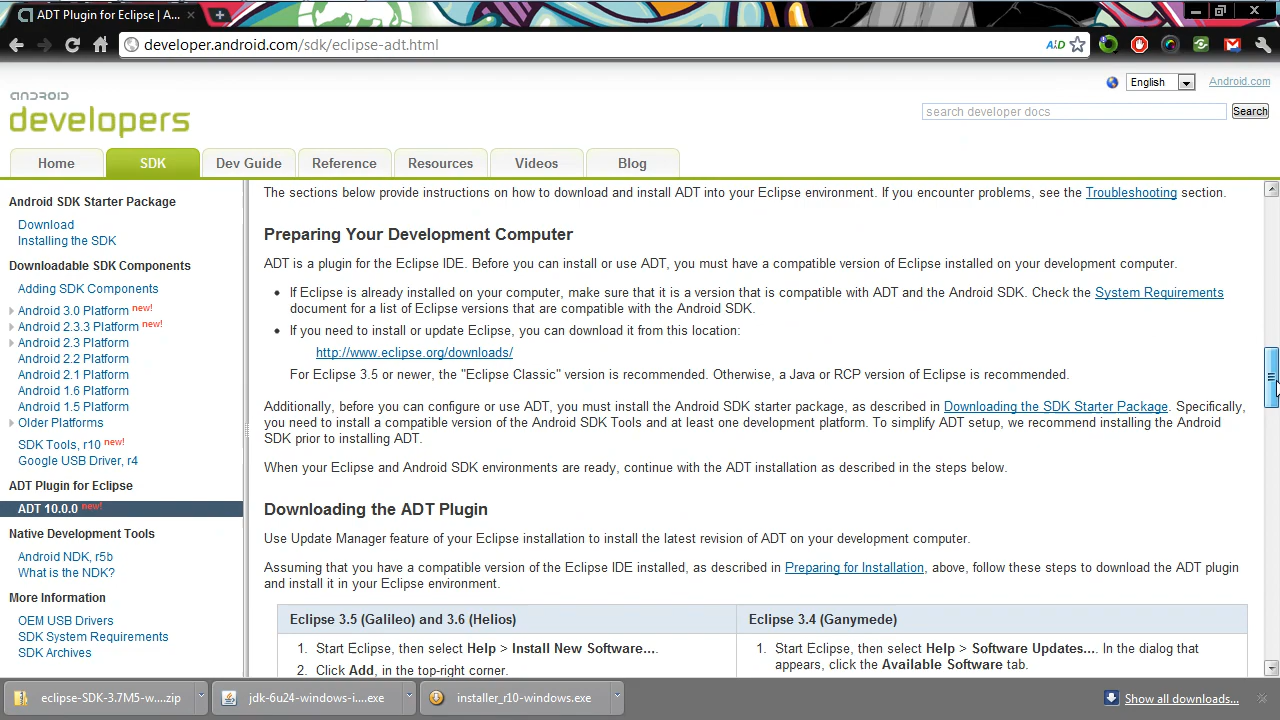 ADT Plugin for Eclipse | A...
developer.android.com/sdk/eclipse-adt.html
English
Android.com
android
developers
search developer docs
Search
Home
SDK
Dev Guide
Reference
Resources
Videos
Blog
Android SDK Starter Package
Download
Installing the SDK
Downloadable SDK Components
Adding SDK Components
Android 3.0 Platform new!
Android 2.3.3 Platform new!
Android 2.3 Platform
Android 2.2 Platform
Android 2.1 Platform
Android 1.6 Platform
Android 1.5 Platform
Older Platforms
SDK Tools, r10 new!
Google USB Driver, r4
ADT Plugin for Eclipse
ADT 10.0.0 new!
Native Development Tools
Android NDK, r5b
What is the NDK?
More Information
OEM USB Drivers
SDK System Requirements
SDK Archives
The sections below provide instructions on how to download and install ADT into your Eclipse environment. If you encounter problems, see the Troubleshooting section.
Preparing Your Development Computer
ADT is a plugin for the Eclipse IDE. Before you can install or use ADT, you must have a compatible version of Eclipse installed on your development computer.
• If Eclipse is already installed on your computer, make sure that it is a version that is compatible with ADT and the Android SDK. Check the System Requirements
document for a list of Eclipse versions that are compatible with the Android SDK.
• If you need to install or update Eclipse, you can download it from this location:
http://www.eclipse.org/downloads/
For Eclipse 3.5 or newer, the "Eclipse Classic" version is recommended. Otherwise, a Java or RCP version of Eclipse is recommended.
Additionally, before you can configure or use ADT, you must install the Android SDK starter package, as described in Downloading the SDK Starter Package. Specifically,
you need to install a compatible version of the Android SDK Tools and at least one development platform. To simplify ADT setup, we recommend installing the Android
SDK prior to installing ADT.
When your Eclipse and Android SDK environments are ready, continue with the ADT installation as described in the steps below.
Downloading the ADT Plugin
Use Update Manager feature of your Eclipse installation to install the latest revision of ADT on your development computer.
Assuming that you have a compatible version of the Eclipse IDE installed, as described in Preparing for Installation, above, follow these steps to download the ADT plugin
and install it in your Eclipse environment.
Eclipse 3.5 (Galileo) and 3.6 (Helios)
1. Start Eclipse, then select Help > Install New Software....
2. Click Add, in the top-right corner.
Eclipse 3.4 (Ganymede)
1. Start Eclipse, then select Help > Software Updates.... In the dialog that
appears, click the Available Software tab.
eclipse-SDK-3.7M5-w....zip
jdk-6u24-windows-i....exe
installer_r10-windows.exe
Show all downloads...